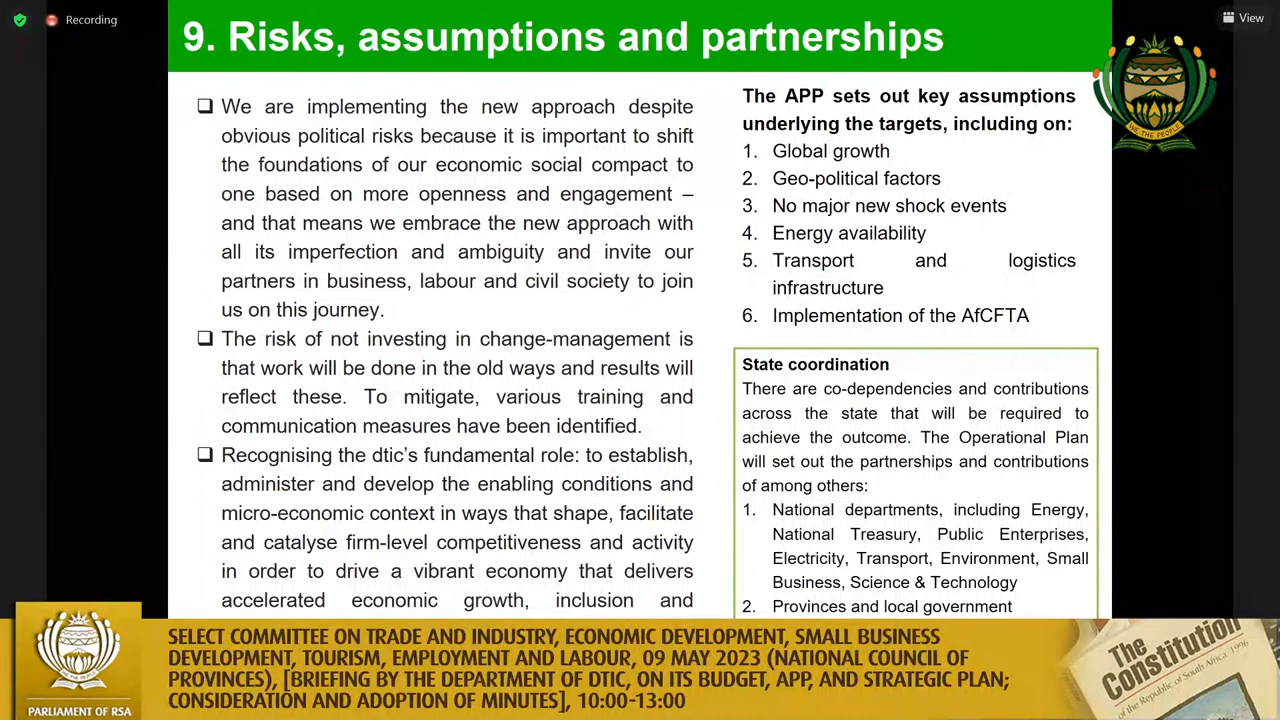 Recording
View
9. Risks, assumptions and partnerships
❑ We are implementing the new approach despite
obvious political risks because it is important to shift
the foundations of our economic social compact to
one based on more openness and engagement –
and that means we embrace the new approach with
all its imperfection and ambiguity and invite our
partners in business, labour and civil society to join
us on this journey.
❑ The risk of not investing in change-management is
that work will be done in the old ways and results will
reflect these. To mitigate, various training and
communication measures have been identified.
❑ Recognising the dtic’s fundamental role: to establish,
administer and develop the enabling conditions and
micro-economic context in ways that shape, facilitate
and catalyse firm-level competitiveness and activity
in order to drive a vibrant economy that delivers
accelerated economic growth, inclusion and
The APP sets out key assumptions
underlying the targets, including on:
1. Global growth
2. Geo-political factors
3. No major new shock events
4. Energy availability
5. Transport and logistics
infrastructure
6. Implementation of the AfCFTA
State coordination
There are co-dependencies and contributions
across the state that will be required to
achieve the outcome. The Operational Plan
will set out the partnerships and contributions
of among others:
1. National departments, including Energy,
National Treasury, Public Enterprises,
Electricity, Transport, Environment, Small
Business, Science & Technology
2. Provinces and local government
WE THE PEOPLE
PARLIAMENT OF RSA
SELECT COMMITTEE ON TRADE AND INDUSTRY, ECONOMIC DEVELOPMENT, SMALL BUSINESS
DEVELOPMENT, TOURISM, EMPLOYMENT AND LABOUR, 09 MAY 2023 (NATIONAL COUNCIL OF
PROVINCES), [BRIEFING BY THE DEPARTMENT OF DTIC, ON ITS BUDGET, APP, AND STRATEGIC PLAN;
CONSIDERATION AND ADOPTION OF MINUTES], 10:00-13:00
The
Constitution
of the Republic of South Africa, 1996